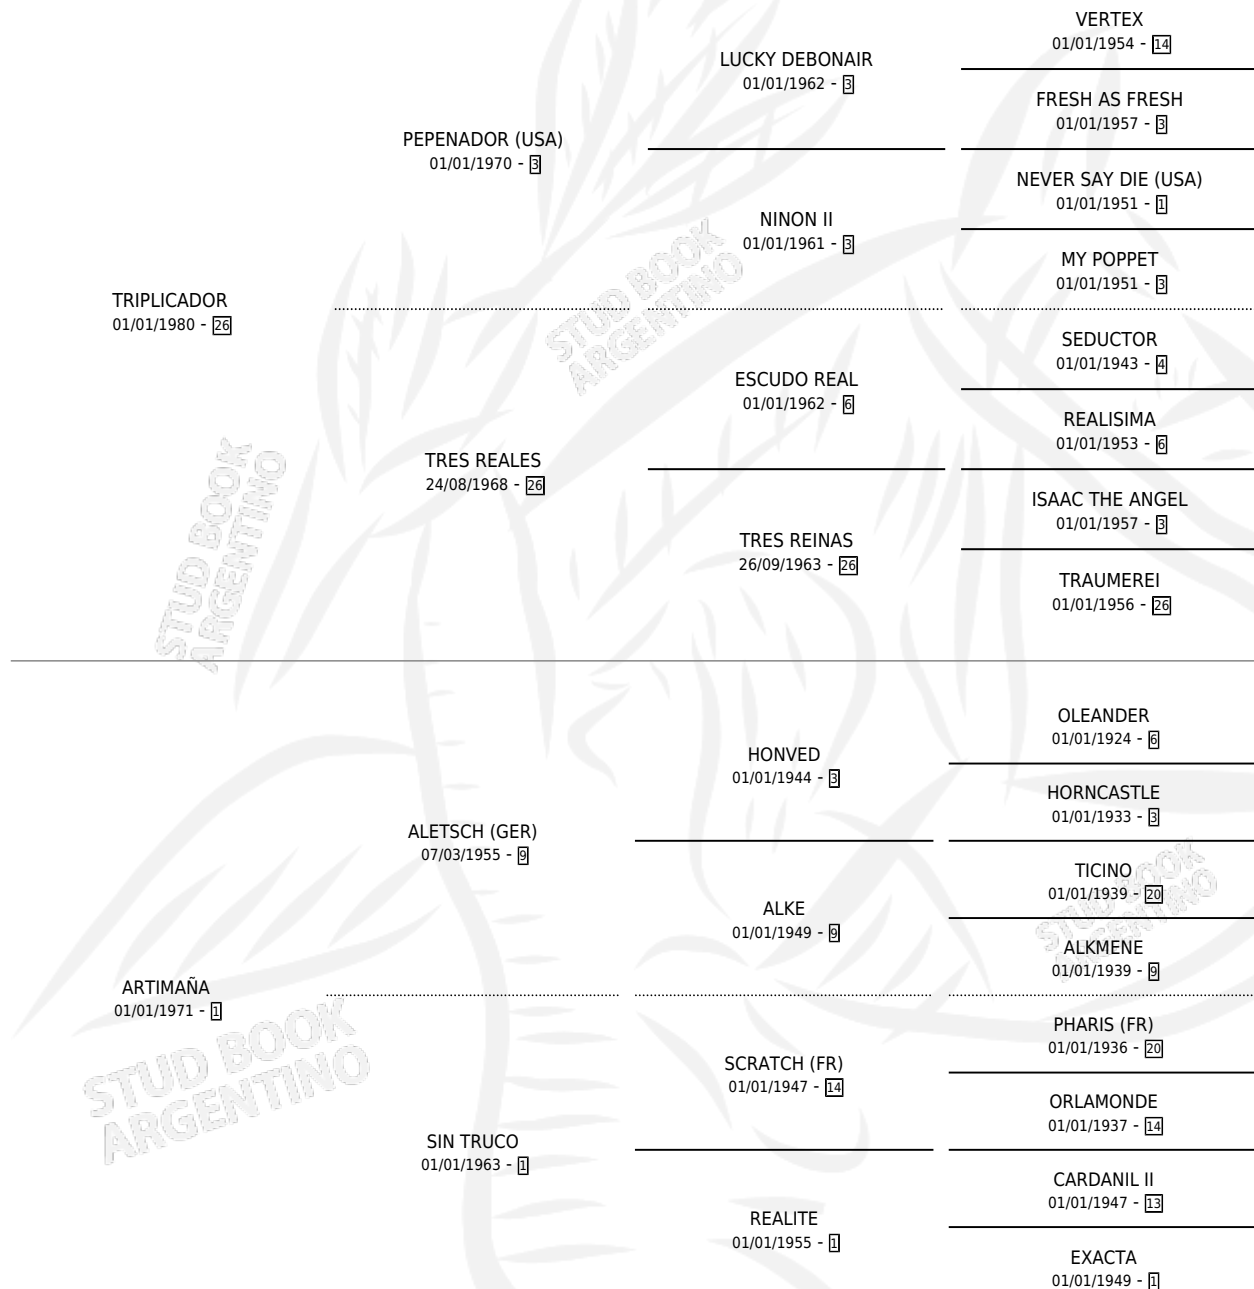 VERTEX
01/01/1954 - 14
LUCKY DEBONAIR
01/01/1962 - 3
FRESH AS FRESH
01/01/1957 - 3
PEPENADOR (USA)
01/01/1970 - 3
NEVER SAY DIE (USA)
01/01/1951 - 1
NINON II
01/01/1961 - 3
MY POPPET
01/01/1951 - 3
TRIPLICADOR
01/01/1980 - 26
SEDUCTOR
01/01/1943 - 4
ESCUDO REAL
01/01/1962 - 6
REALISIMA
01/01/1953 - 6
TRES REALES
24/08/1968 - 26
ISAAC THE ANGEL
01/01/1957 - 3
TRES REINAS
26/09/1963 - 26
TRAUMEREI
01/01/1956 - 26
STUD BOOK
ARGENTINO
STUD BOOK
ARGENTINO
OLEANDER
01/01/1924 - 6
HONVED
01/01/1944 - 3
HORNCASTLE
01/01/1933 - 3
ALETSCH (GER)
07/03/1955 - 9
TICINO
01/01/1939 - 20
ALKE
01/01/1949 - 9
ALKMENE
01/01/1939 - 9
ARTIMAÑA
01/01/1971 - 1
PHARIS (FR)
01/01/1936 - 20
SCRATCH (FR)
01/01/1947 - 14
ORLAMONDE
01/01/1937 - 14
SIN TRUCO
01/01/1963 - 1
CARDANIL II
01/01/1947 - 13
REALITE
01/01/1955 - 1
EXACTA
01/01/1949 - 1
STUD BOOK
ARGENTINO
STUD BOOK
ARGENTINO